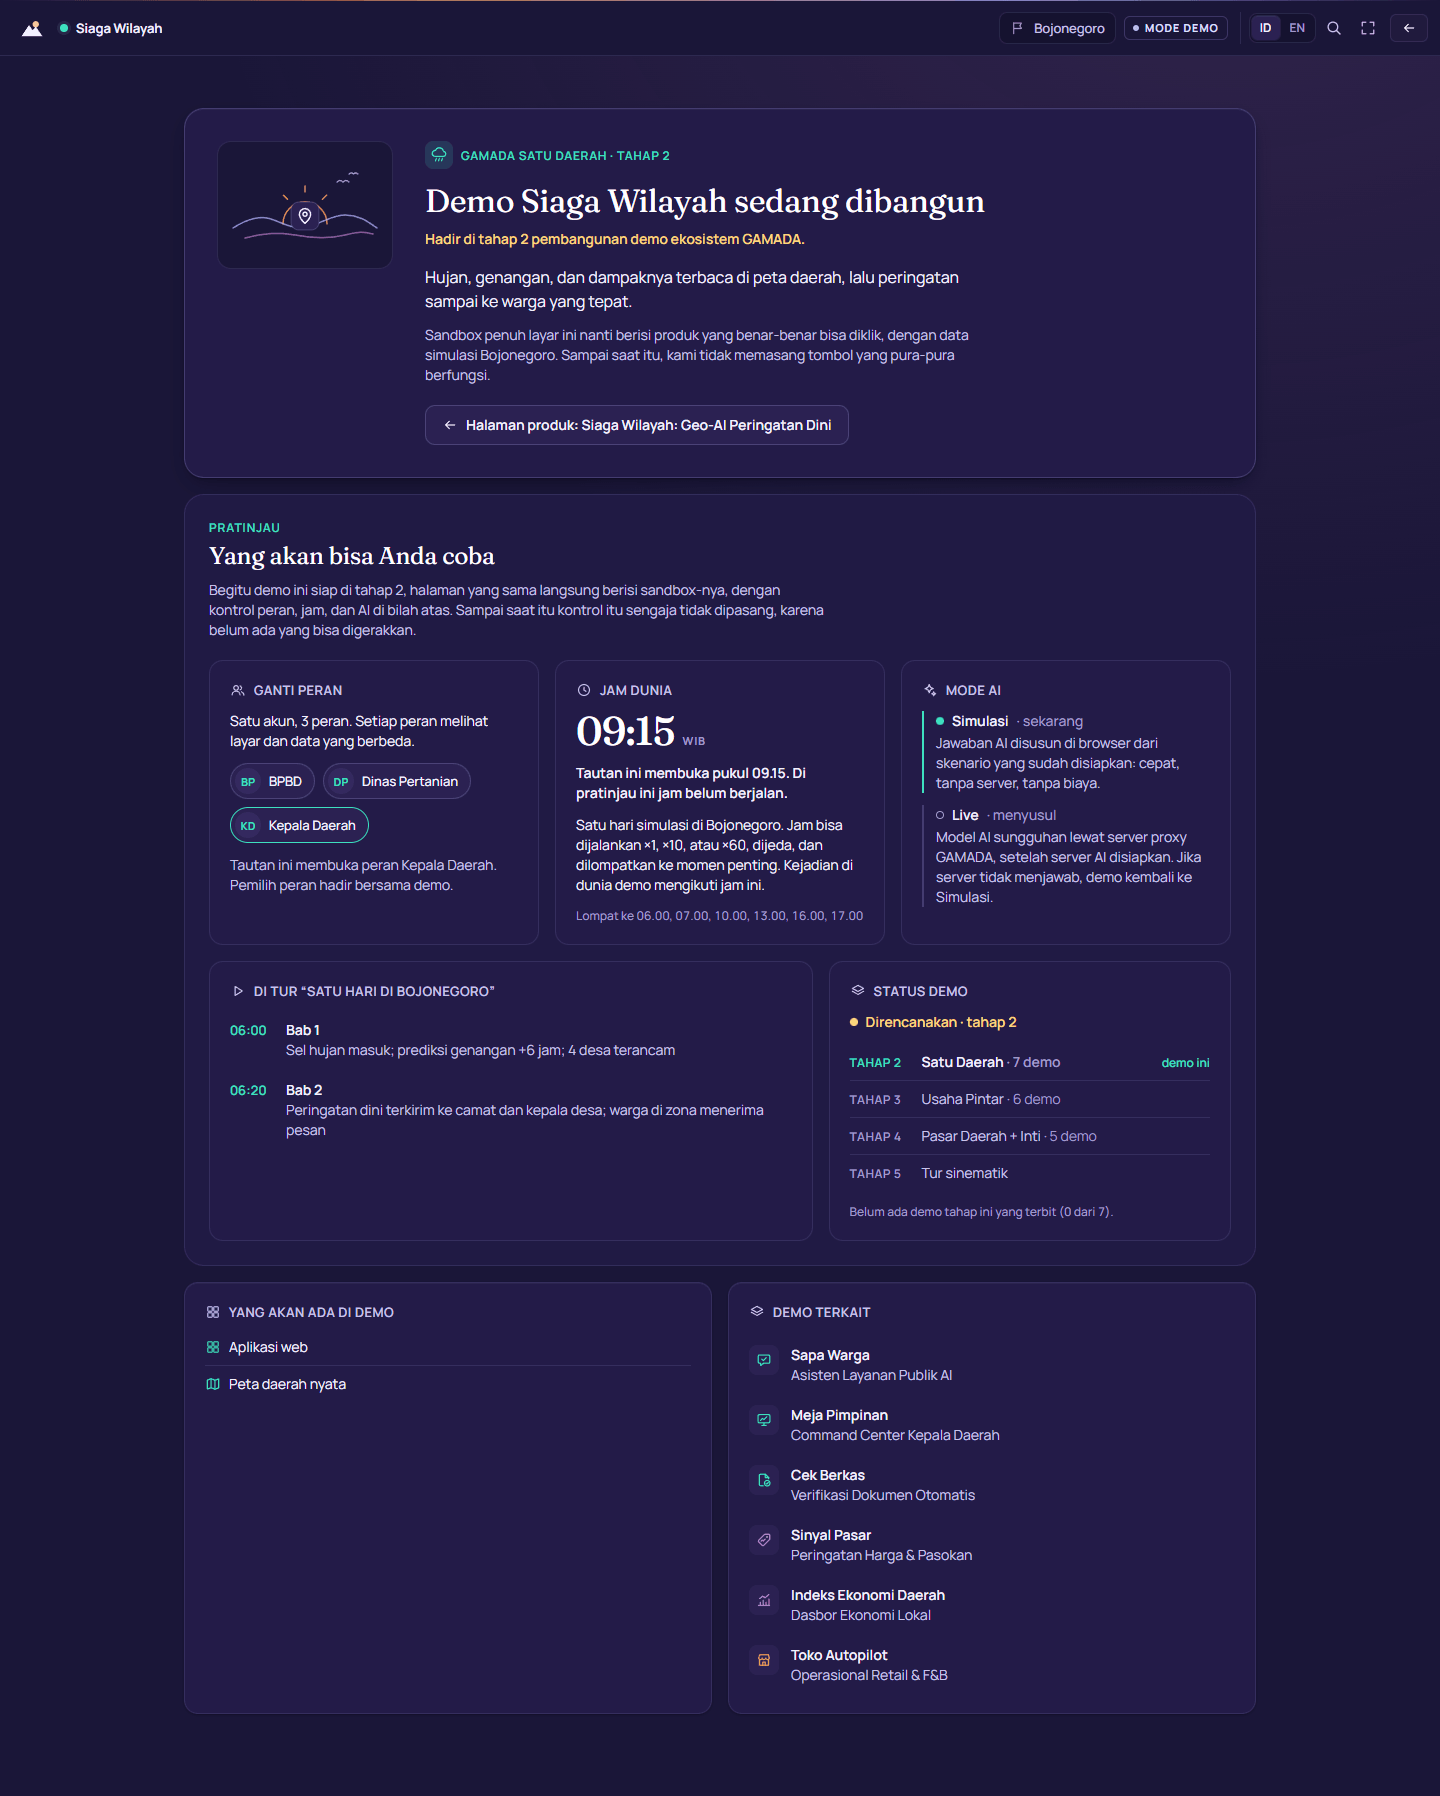 Siaga Wilayah
Bojonegoro
MODE DEMO
ID
EN
GAMADA SATU DAERAH · TAHAP 2
Demo Siaga Wilayah sedang dibangun
Hadir di tahap 2 pembangunan demo ekosistem GAMADA.
Hujan, genangan, dan dampaknya terbaca di peta daerah, lalu peringatan
sampai ke warga yang tepat.
Sandbox penuh layar ini nanti berisi produk yang benar-benar bisa diklik, dengan data
simulasi Bojonegoro. Sampai saat itu, kami tidak memasang tombol yang pura-pura
berfungsi.
Halaman produk: Siaga Wilayah: Geo-AI Peringatan Dini
PRATINJAU
Yang akan bisa Anda coba
Begitu demo ini siap di tahap 2, halaman yang sama langsung berisi sandbox-nya, dengan
kontrol peran, jam, dan AI di bilah atas. Sampai saat itu kontrol itu sengaja tidak dipasang, karena
belum ada yang bisa digerakkan.
GANTI PERAN
Satu akun, 3 peran. Setiap peran melihat
layar dan data yang berbeda.
BP BPBD
DP Dinas Pertanian
KD Kepala Daerah
Tautan ini membuka peran Kepala Daerah.
Pemilih peran hadir bersama demo.
JAM DUNIA
09:15 WIB
Tautan ini membuka pukul 09.15. Di
pratinjau ini jam belum berjalan.
Satu hari simulasi di Bojonegoro. Jam bisa
dijalankan ×1, ×10, atau ×60, dijeda, dan
dilompatkan ke momen penting. Kejadian di
dunia demo mengikuti jam ini.
Lompat ke 06.00, 07.00, 10.00, 13.00, 16.00, 17.00
MODE AI
Simulasi · sekarang
Jawaban AI disusun di browser dari
skenario yang sudah disiapkan: cepat,
tanpa server, tanpa biaya.
Live · menyusul
Model AI sungguhan lewat server proxy
GAMADA, setelah server AI disiapkan. Jika
server tidak menjawab, demo kembali ke
Simulasi.
DI TUR “SATU HARI DI BOJONEGORO”
06:00 Bab 1
Sel hujan masuk; prediksi genangan +6 jam; 4 desa terancam
06:20 Bab 2
Peringatan dini terkirim ke camat dan kepala desa; warga di zona menerima
pesan
STATUS DEMO
Direncanakan · tahap 2
TAHAP 2 Satu Daerah · 7 demo demo ini
TAHAP 3 Usaha Pintar · 6 demo
TAHAP 4 Pasar Daerah + Inti · 5 demo
TAHAP 5 Tur sinematik
Belum ada demo tahap ini yang terbit (0 dari 7).
YANG AKAN ADA DI DEMO
Aplikasi web
Peta daerah nyata
DEMO TERKAIT
Sapa Warga
Asisten Layanan Publik AI
Meja Pimpinan
Command Center Kepala Daerah
Cek Berkas
Verifikasi Dokumen Otomatis
Sinyal Pasar
Peringatan Harga & Pasokan
Indeks Ekonomi Daerah
Dasbor Ekonomi Lokal
Toko Autopilot
Operasional Retail & F&B